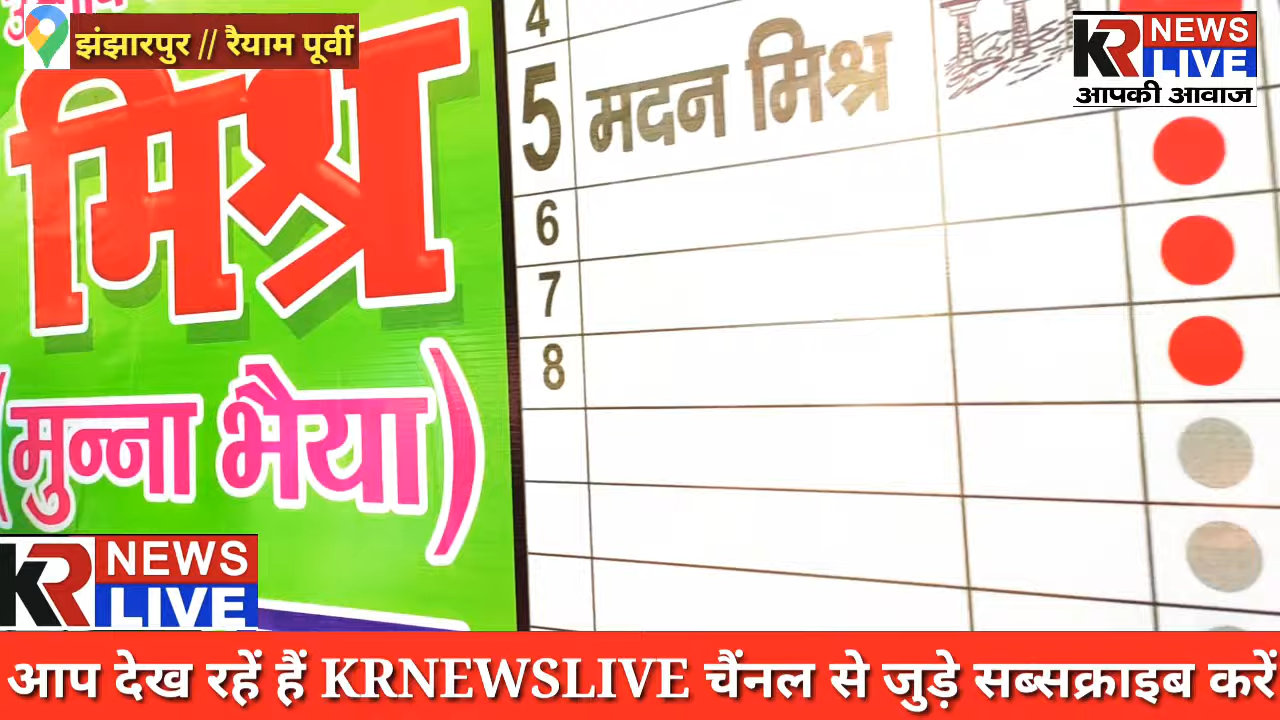 झंझारपुर // रैयाम पूर्वी
मिश्र
(मुन्ना भैया)
4
5 मदन मिश्र
6
7
8
KR NEWS LIVE
आपकी आवाज
KR NEWS LIVE
आप देख रहें हैं KRNEWSLIVE चैंनल से जुड़े सब्सक्राइब करें